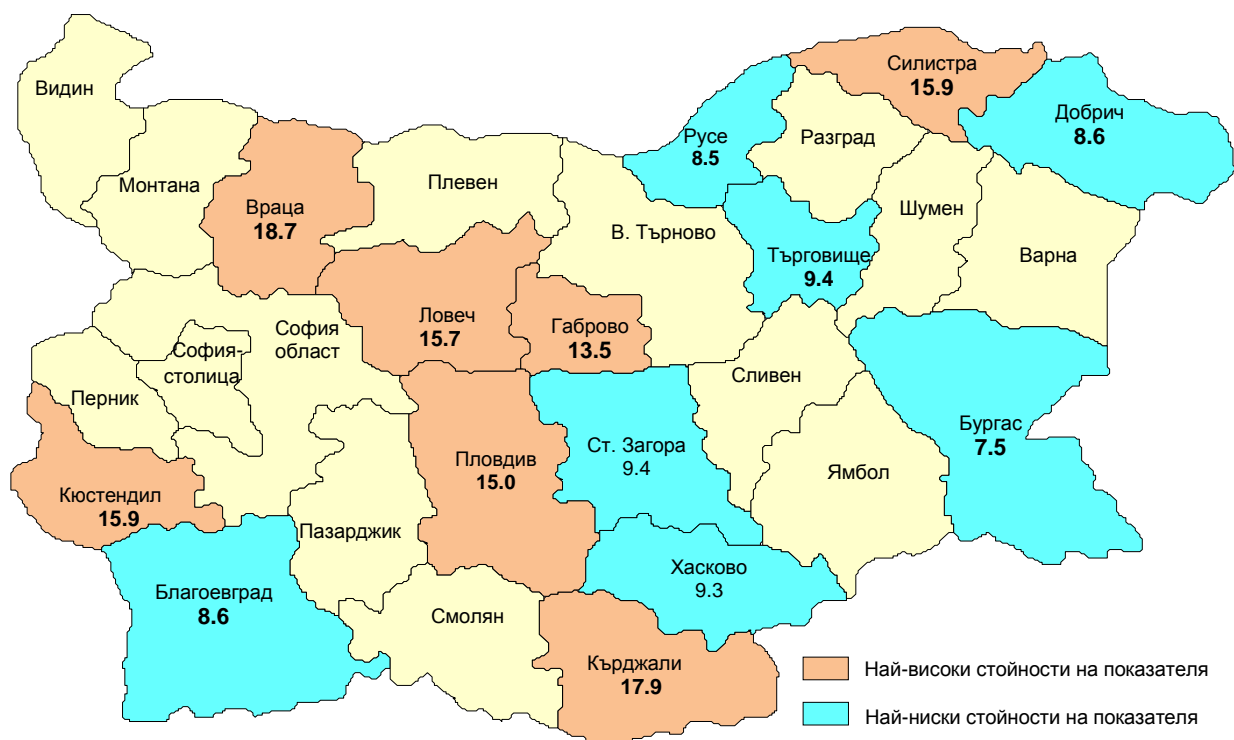 Видин
Силистра
15.9
Добрич
8.6
Русе
8.5
Разград
Монтана
Плевен
Враца
18.7
Шумен
В. Търново
Търговище
9.4
Варна
Ловеч
15.7
Габрово
13.5
София
област
София-
столица
Перник
Сливен
Бургас
7.5
Ст. Загора
9.4
Пловдив
15.0
Ямбол
Кюстендил
15.9
Пазарджик
Хасково
9.3
Благоевград
8.6
Смолян
Кърджали
17.9
Най-високи стойности на показателя
Най-ниски стойности на показателя